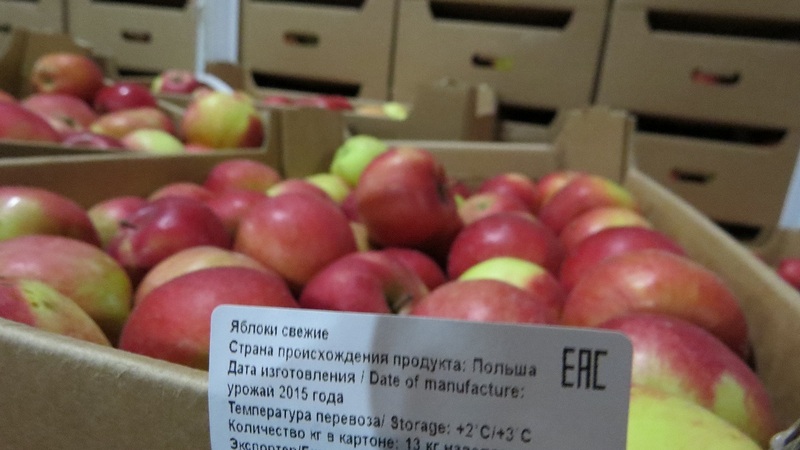 Яблоки свежие
EAC
Страна происхождения продукта: Польша
Дата изготовления / Date of manufacture:
урожай 2015 года
Температура перевоза/ Storage: +2°C/+3°C
Количество кг в картоне: 13 кг